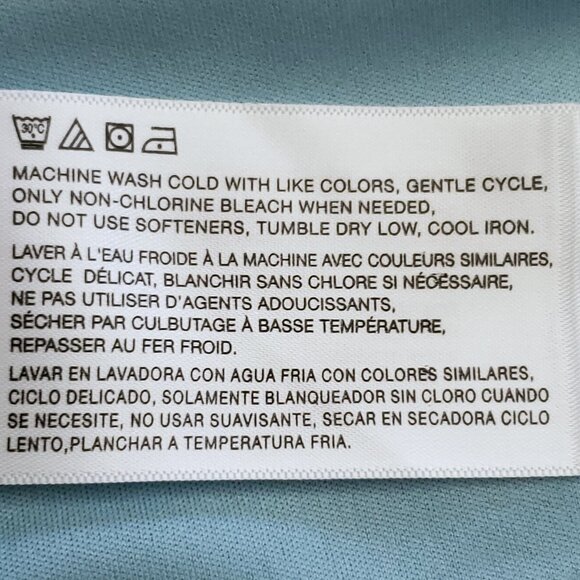 30°C
MACHINE WASH COLD WITH LIKE COLORS, GENTLE CYCLE,
ONLY NON-CHLORINE BLEACH WHEN NEEDED,
DO NOT USE SOFTENERS, TUMBLE DRY LOW, COOL IRON.
LAVER À L'EAU FROIDE À LA MACHINE AVEC COULEURS SIMILAIRES,
CYCLE DÉLICAT, BLANCHIR SANS CHLORE SI NÉCESSAIRE,
NE PAS UTILISER D'AGENTS ADOUCISSANTS,
SÉCHER PAR CULBUTAGE À BASSE TEMPÉRATURE,
REPASSER AU FER FROID.
LAVAR EN LAVADORA CON AGUA FRIA CON COLORES SIMILARES,
CICLO DELICADO, SOLAMENTE BLANQUEADOR SIN CLORO CUANDO
SE NECESITE, NO USAR SUAVISANTE, SECAR EN SECADORA CICLO
LENTO,PLANCHAR A TEMPERATURA FRIA.